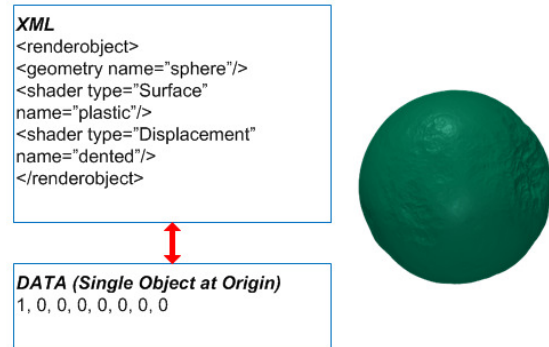 XML
<renderobject>
<geometry name=”sphere”/>
<shader type=”Surface”
name=”plastic”/>
<shader type=”Displacement”
name=”dented”/>
</renderobject>
DATA (Single Object at Origin)
1, 0, 0, 0, 0, 0, 0, 0